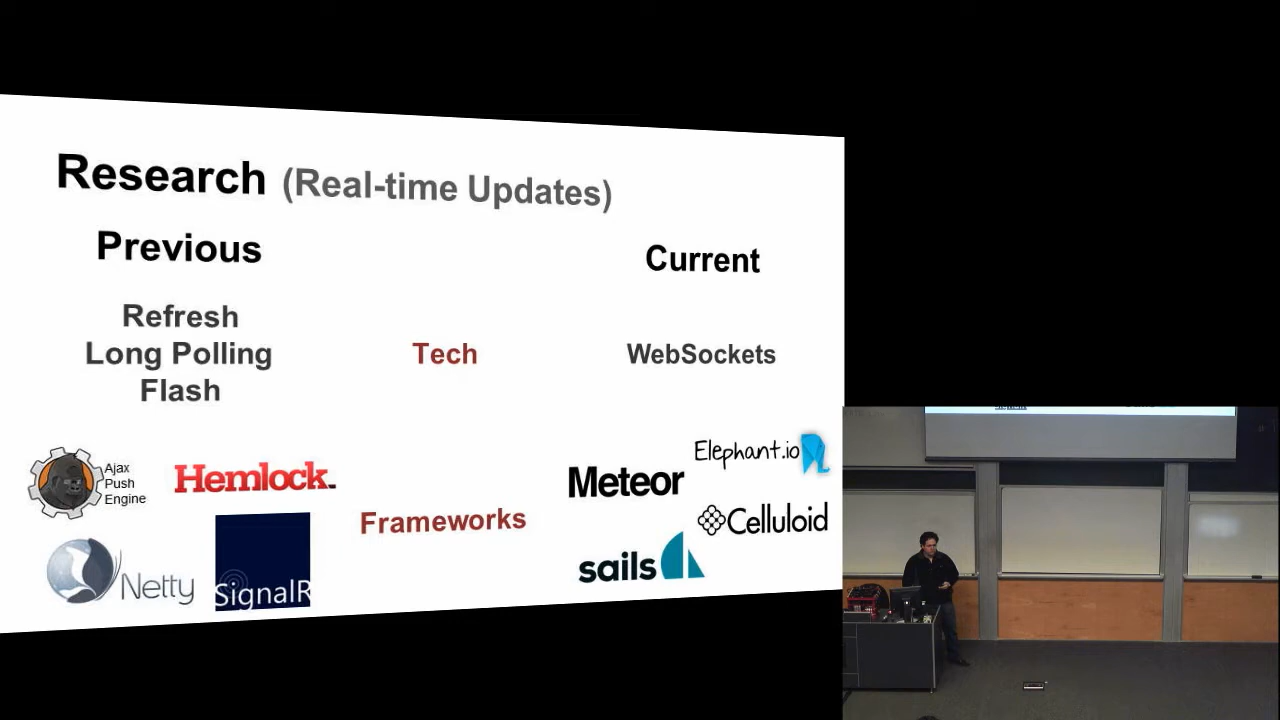 Research (Real-time Updates)
Previous
Current
Refresh
Long Polling
Flash
Tech
WebSockets
Ajax
Push
Engine
Hemlock.
Netty
SignalR
Frameworks
Elephant.io
Meteor
Celluloid
sails